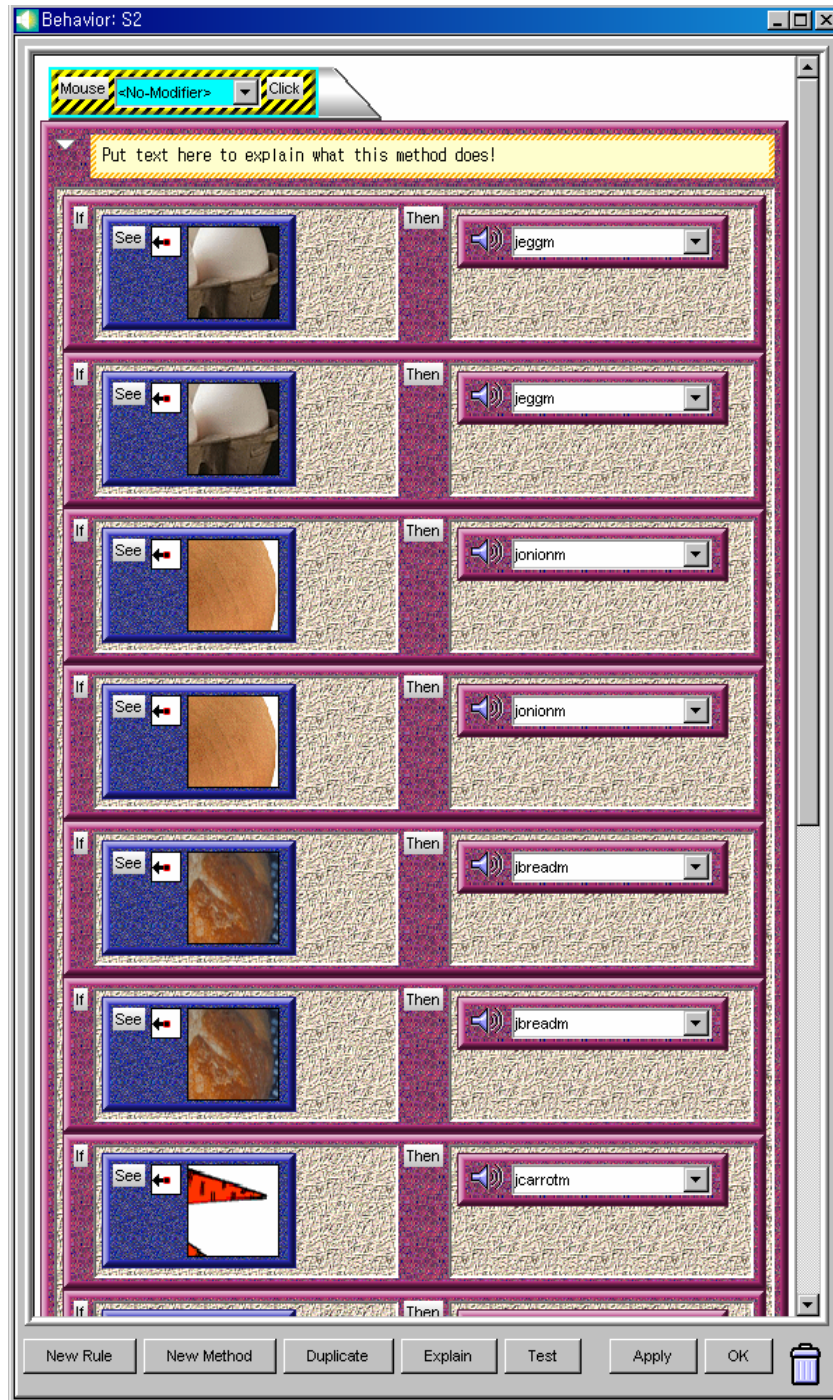 Behavior: S2
Mouse <No-Modifier> Click
Put text here to explain what this method does!
If See Then jeggm
If See Then jeggm
If See Then jonionm
If See Then jonionm
If See Then jbreadm
If See Then jbreadm
If See Then jcarrotm
If Then
New Rule New Method Duplicate Explain Test Apply OK